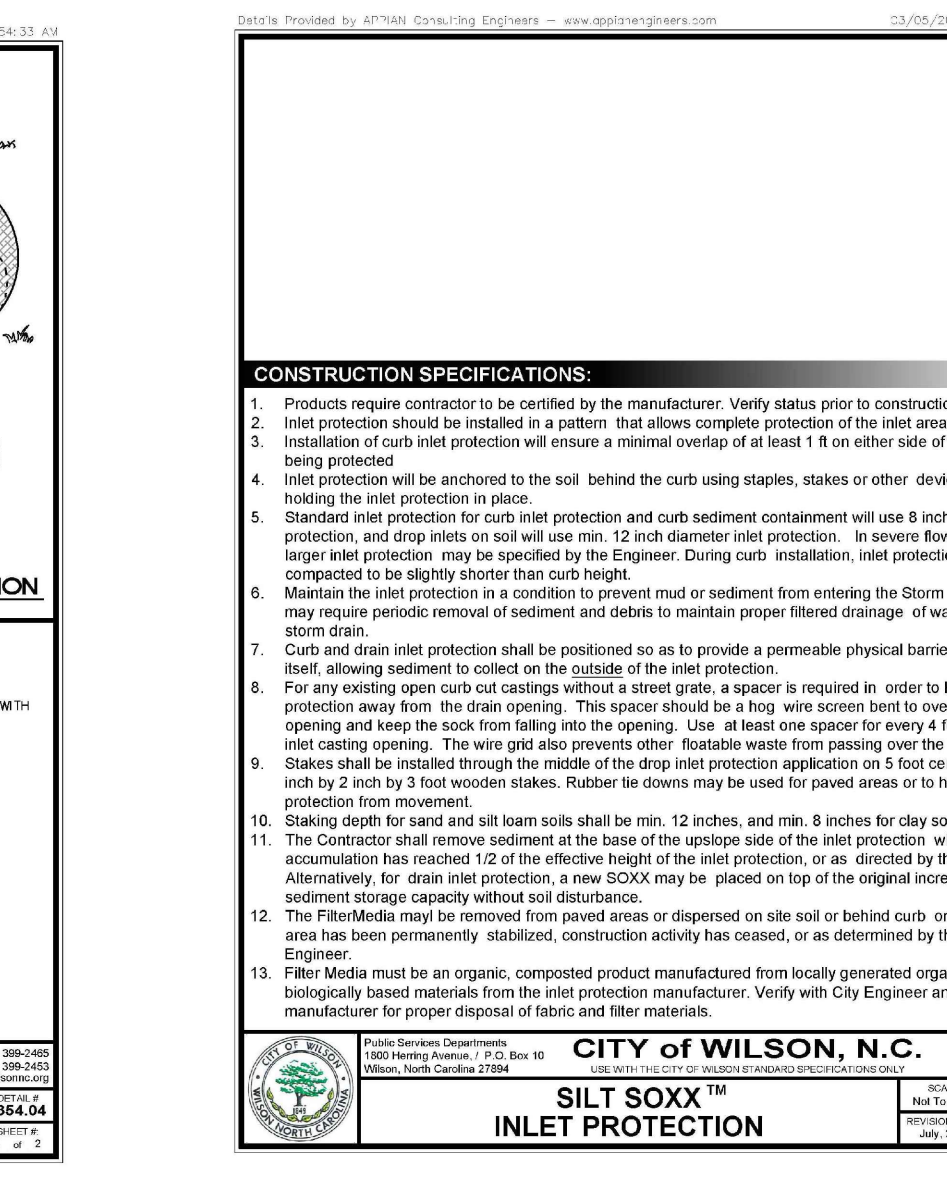 54:33 AM
ION
WITH
399-2465
399-2453
sonnc.org
DETAIL #
354.04
SHEET #:
of 2
Details Provided by APPIAN Consulting Engineers – www.appianengineers.com 03/05/20
CONSTRUCTION SPECIFICATIONS:
1. Products require contractor to be certified by the manufacturer. Verify status prior to constructio
2. Inlet protection should be installed in a pattern that allows complete protection of the inlet area
3. Installation of curb inlet protection will ensure a minimal overlap of at least 1 ft on either side of
being protected
4. Inlet protection will be anchored to the soil behind the curb using staples, stakes or other devi
holding the inlet protection in place.
5. Standard inlet protection for curb inlet protection and curb sediment containment will use 8 inch
protection, and drop inlets on soil will use min. 12 inch diameter inlet protection. In severe flow
larger inlet protection may be specified by the Engineer. During curb installation, inlet protectio
compacted to be slightly shorter than curb height.
6. Maintain the inlet protection in a condition to prevent mud or sediment from entering the Storm
may require periodic removal of sediment and debris to maintain proper filtered drainage of wa
storm drain.
7. Curb and drain inlet protection shall be positioned so as to provide a permeable physical barrie
itself, allowing sediment to collect on the outside of the inlet protection.
8. For any existing open curb cut castings without a street grate, a spacer is required in order to
protection away from the drain opening. This spacer should be a hog wire screen bent to ove
opening and keep the sock from falling into the opening. Use at least one spacer for every 4 f
inlet casting opening. The wire grid also prevents other floatable waste from passing over the
9. Stakes shall be installed through the middle of the drop inlet protection application on 5 foot ce
inch by 2 inch by 3 foot wooden stakes. Rubber tie downs may be used for paved areas or to h
protection from movement.
10. Staking depth for sand and silt loam soils shall be min. 12 inches, and min. 8 inches for clay so
11. The Contractor shall remove sediment at the base of the upslope side of the inlet protection w
accumulation has reached 1/2 of the effective height of the inlet protection, or as directed by th
Alternatively, for drain inlet protection, a new SOXX may be placed on top of the original incre
sediment storage capacity without soil disturbance.
12. The FilterMedia mayl be removed from paved areas or dispersed on site soil or behind curb or
area has been permanently stabilized, construction activity has ceased, or as determined by th
Engineer.
13. Filter Media must be an organic, composted product manufactured from locally generated orga
biologically based materials from the inlet protection manufacturer. Verify with City Engineer an
manufacturer for proper disposal of fabric and filter materials.
CITY OF WILSON
1849
WILSON NORTH CAROLINA
Public Services Departments
1800 Herring Avenue, / P.O. Box 10
Wilson, North Carolina 27894
CITY of WILSON, N.C.
USE WITH THE CITY OF WILSON STANDARD SPECIFICATIONS ONLY
SILT SOXX™
INLET PROTECTION
SCA
Not To
REVISION
July,